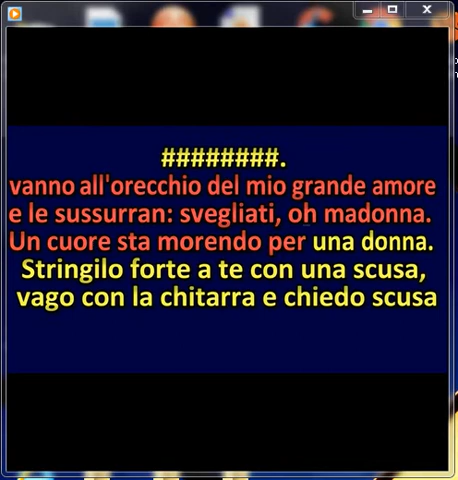 ########.
vanno all'orecchio del mio grande amore
e le sussurran: svegliati, oh madonna.
Un cuore sta morendo per una donna.
Stringilo forte a te con una scusa,
vago con la chitarra e chiedo scusa